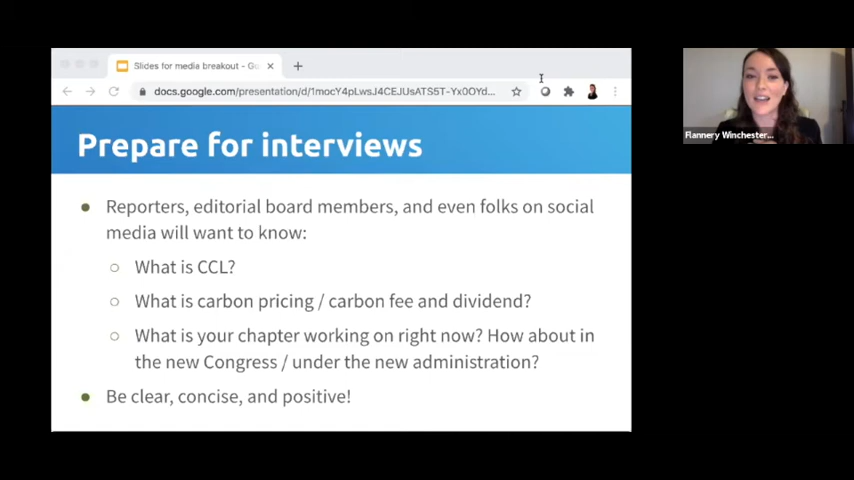 Slides for media breakout - Go
docs.google.com/presentation/d/1mocY4pLwsJ4CEJUsATS5T-Yx0OYd...
Prepare for interviews
Flannery Winchester...
● Reporters, editorial board members, and even folks on social
media will want to know:
○ What is CCL?
○ What is carbon pricing / carbon fee and dividend?
○ What is your chapter working on right now? How about in
the new Congress / under the new administration?
● Be clear, concise, and positive!